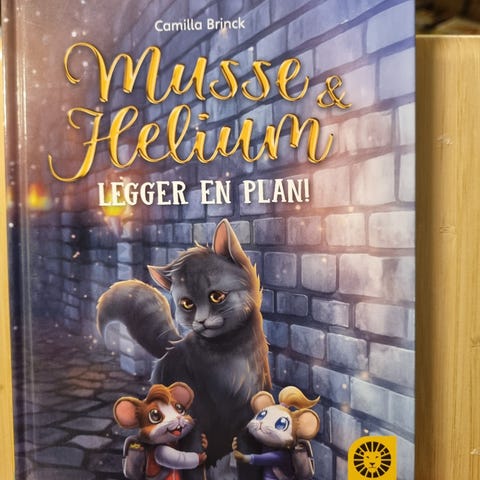 Camilla Brinck
Musse &
Helium
LEGGER EN PLAN!